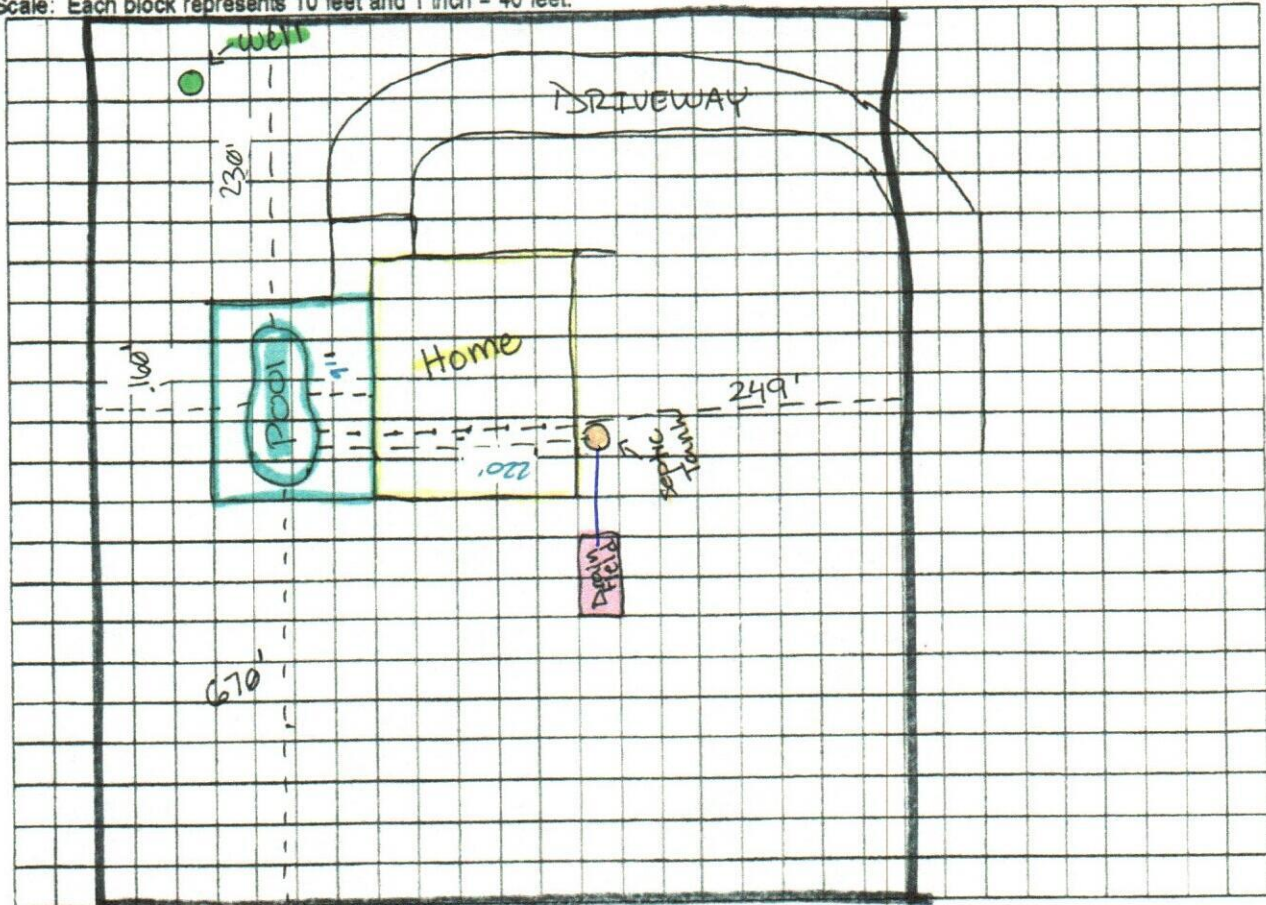 Scale: Each block represents 10 feet and 1 inch = 40 feet.
well
DRIVEWAY
230'
160'
Pool
Home
249'
220'
septic
Tank
Drain
Field
670'